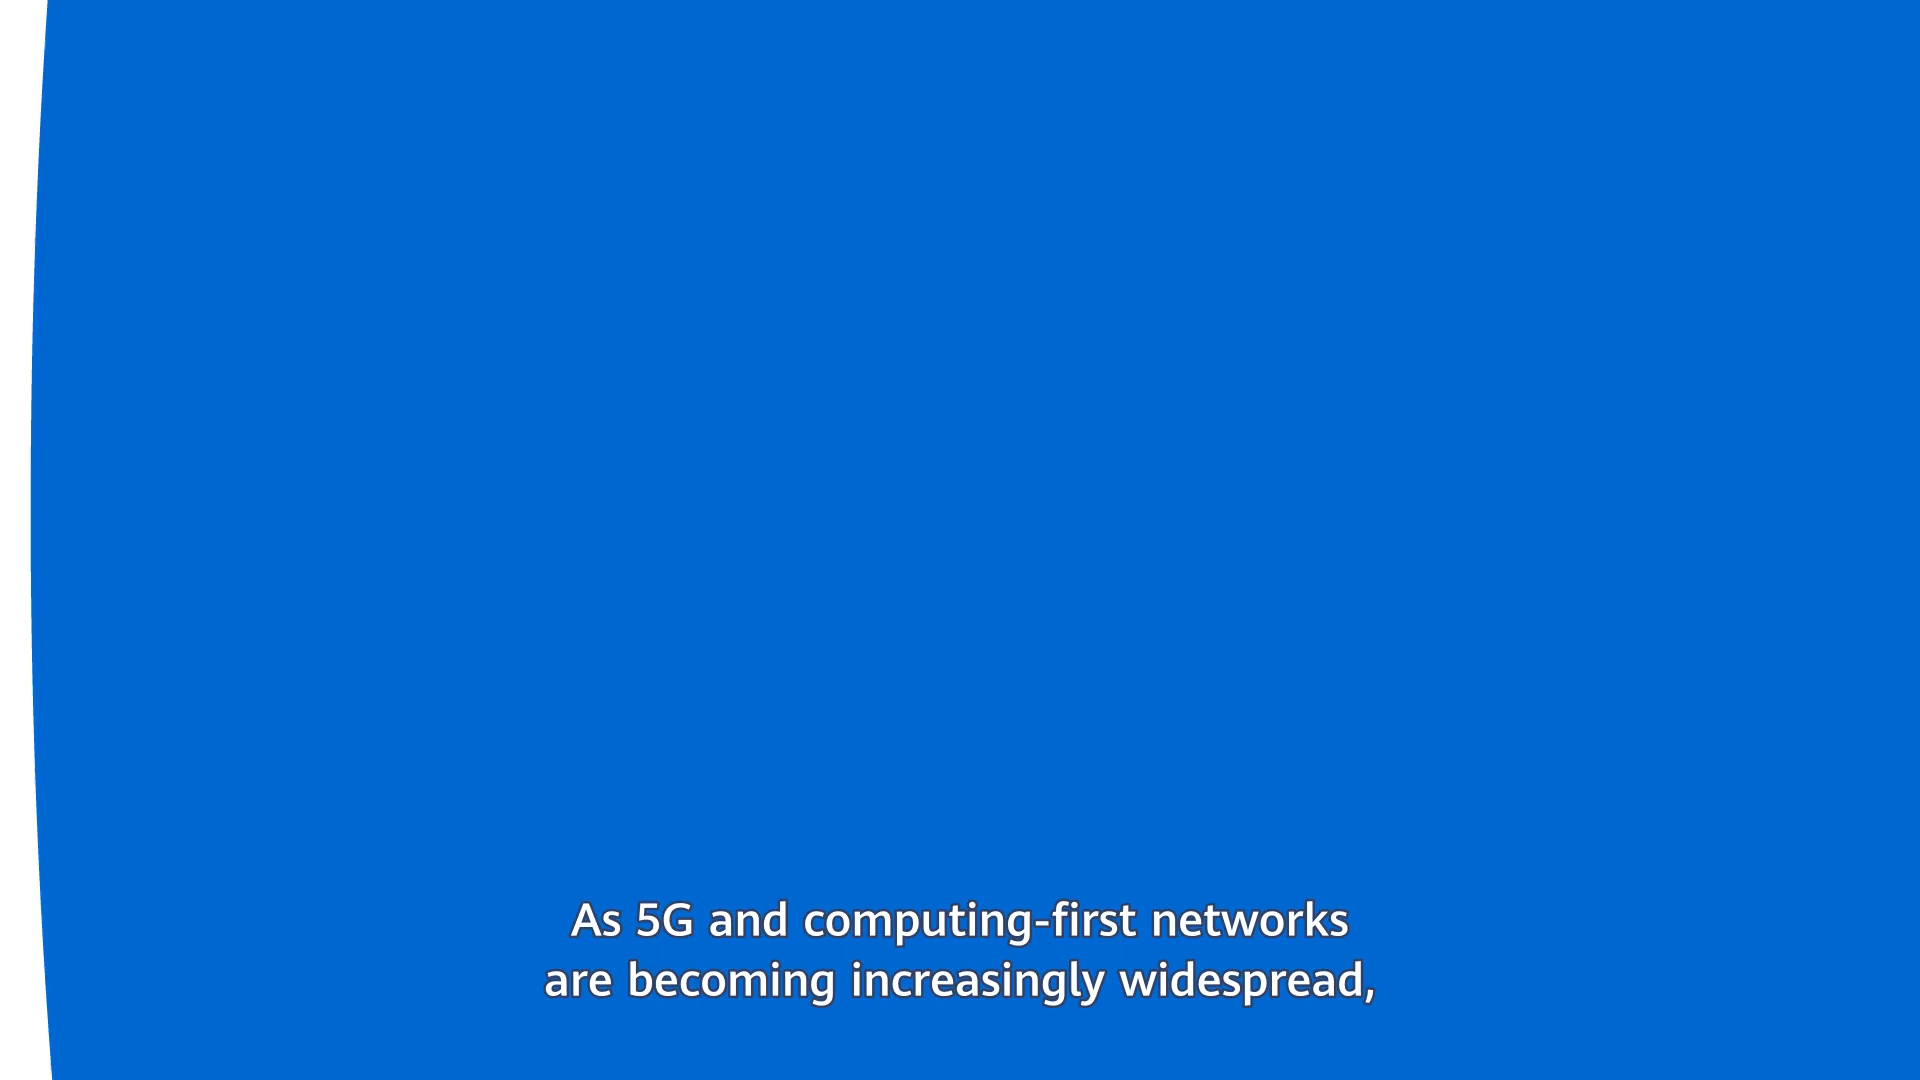 As 5G and computing-first networks
are becoming increasingly widespread,